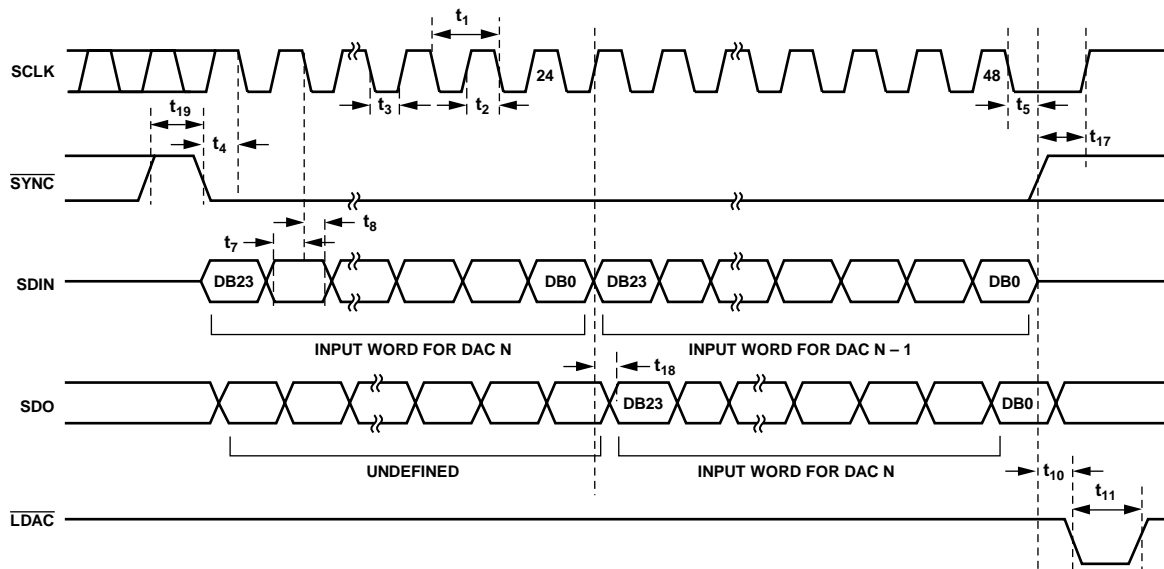 t1
SCLK
24
48
t3
t2
t5
t19
t4
t17
SYNC
t7
t8
SDIN
DB23
DB0
DB23
DB0
INPUT WORD FOR DAC N
INPUT WORD FOR DAC N – 1
t18
SDO
DB23
DB0
UNDEFINED
INPUT WORD FOR DAC N
t10
t11
LDAC